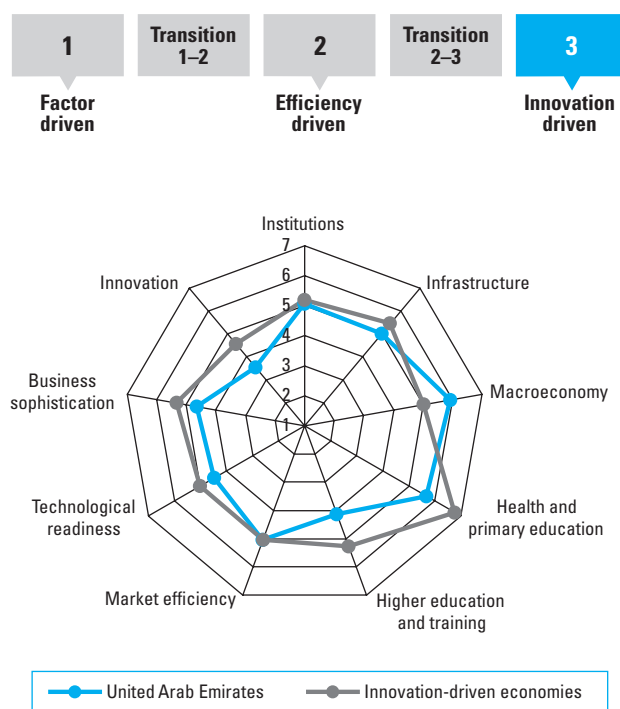 1
Transition
1–2
2
Transition
2–3
3
Factor
driven
Efficiency
driven
Innovation
driven
Institutions
7
6
5
4
3
2
1
Innovation
Infrastructure
Business
sophistication
Macroeconomy
Technological
readiness
Health and
primary education
Market efficiency
Higher education
and training
United Arab Emirates
Innovation-driven economies